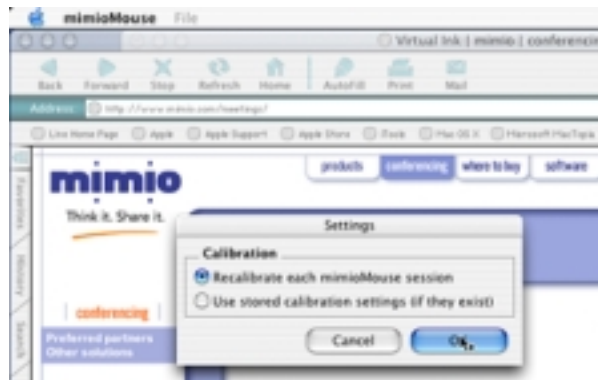 mimioMouse File
Virtual Ink | mimio | conferencin
Back Forward Stop Refresh Home AutoFill Print Mail
Address: http://www.mimio.com/meetings/
Live Home Page Apple Apple Support Apple Store iTools Mac OS X Microsoft MacTopia
products conferencing where to buy software
mimio
Think it. Share it.
Favorites
History
Search
Settings
Calibration
Recalibrate each mimioMouse session
Use stored calibration settings (if they exist)
Cancel OK
conferencing
Preferred partners
Other solutions